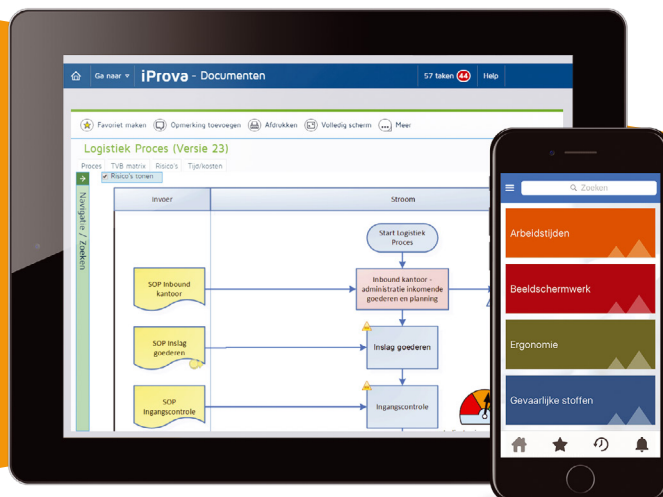 Ga naar iProva - Documenten 57 taken 44 Help
Favoriet maken Opmerking toevoegen Afdrukken Volledig scherm Meer
Logistiek Proces (Versie 23)
Proces TVB matrix Risico's Tijd/kosten
Risico's tonen
Navigatie / Zoeken
Invoer Stroom
Start Logistiek
Proces
SOP Inbound
kantoor
Inbound kantoor -
administratie inkomende
goederen en planning
SOP Inslag
goederen
Inslag goederen
SOP
Ingangscontrole
Ingangscontrole
Zoeken
Arbeidstijden
Beeldschermwerk
Ergonomie
Gevaarlijke stoffen